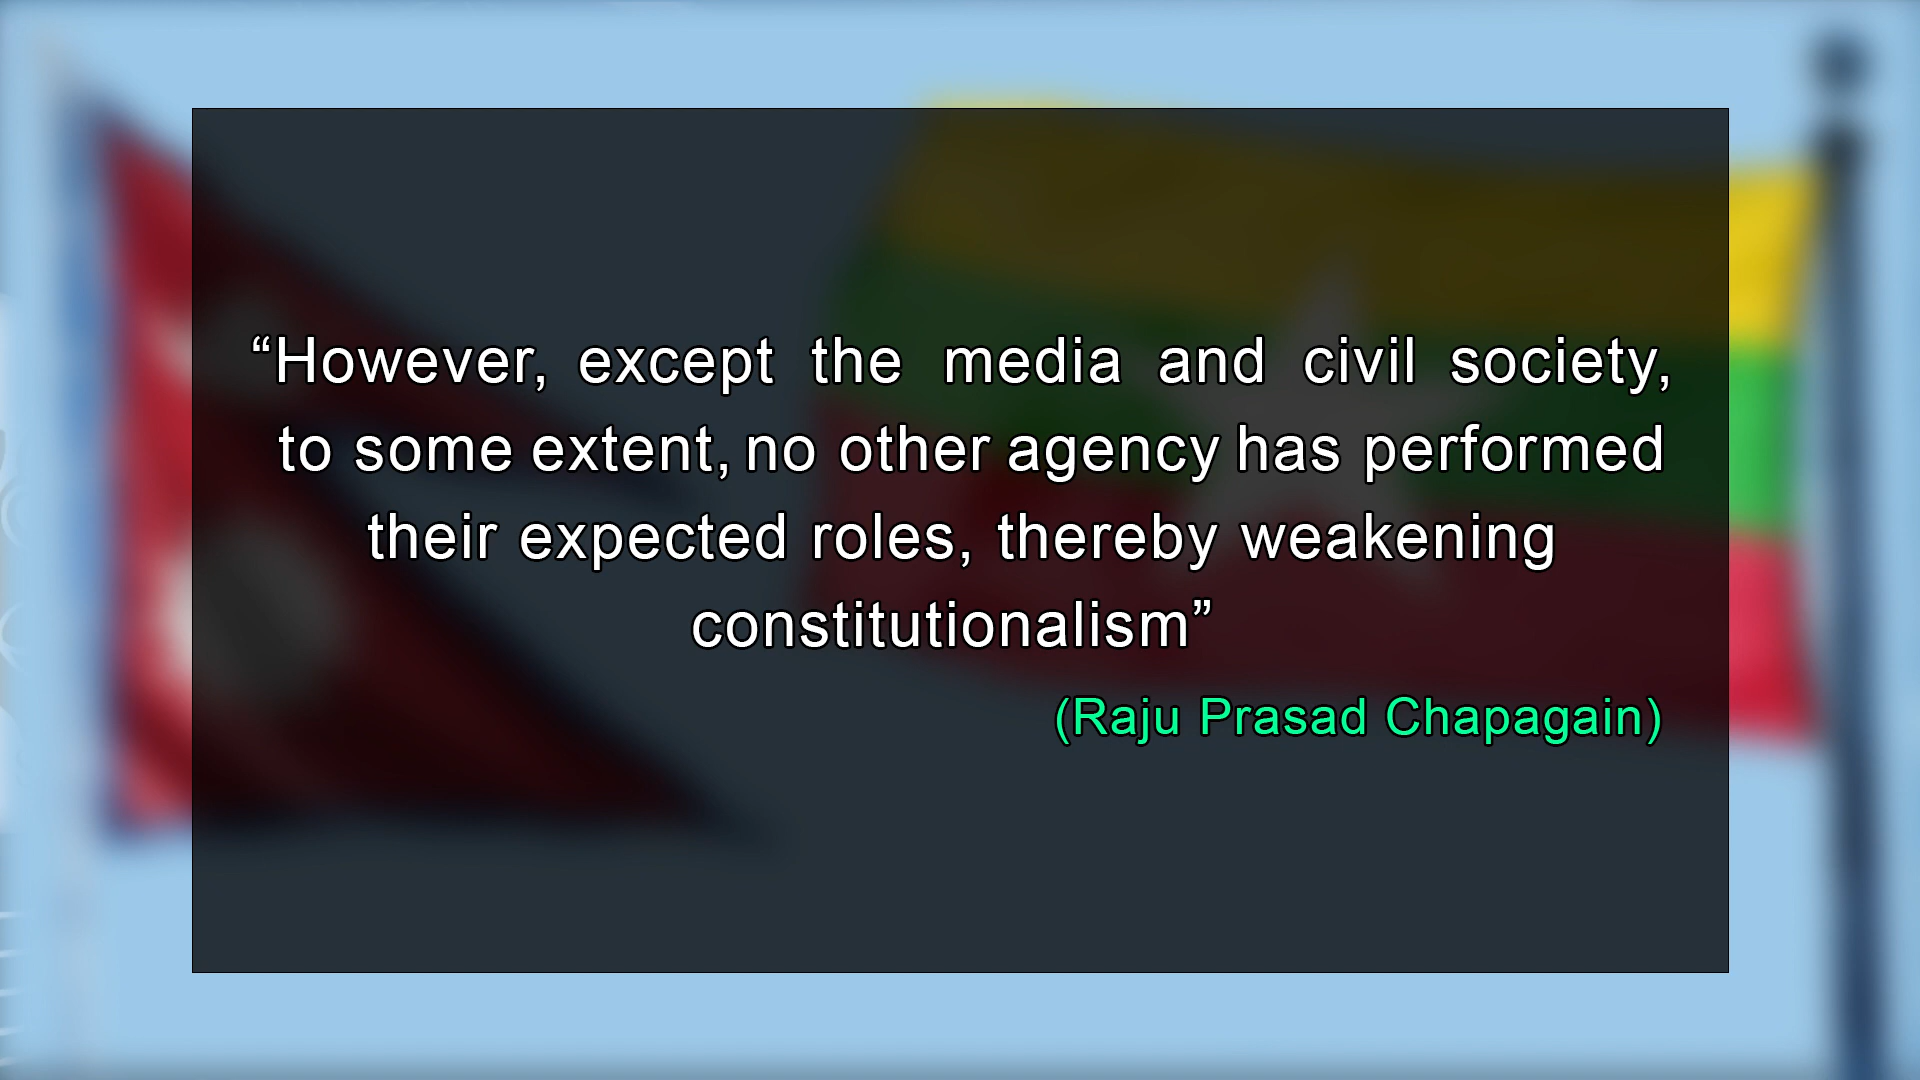 “However, except the media and civil society,
to some extent, no other agency has performed
their expected roles, thereby weakening
constitutionalism”
(Raju Prasad Chapagain)